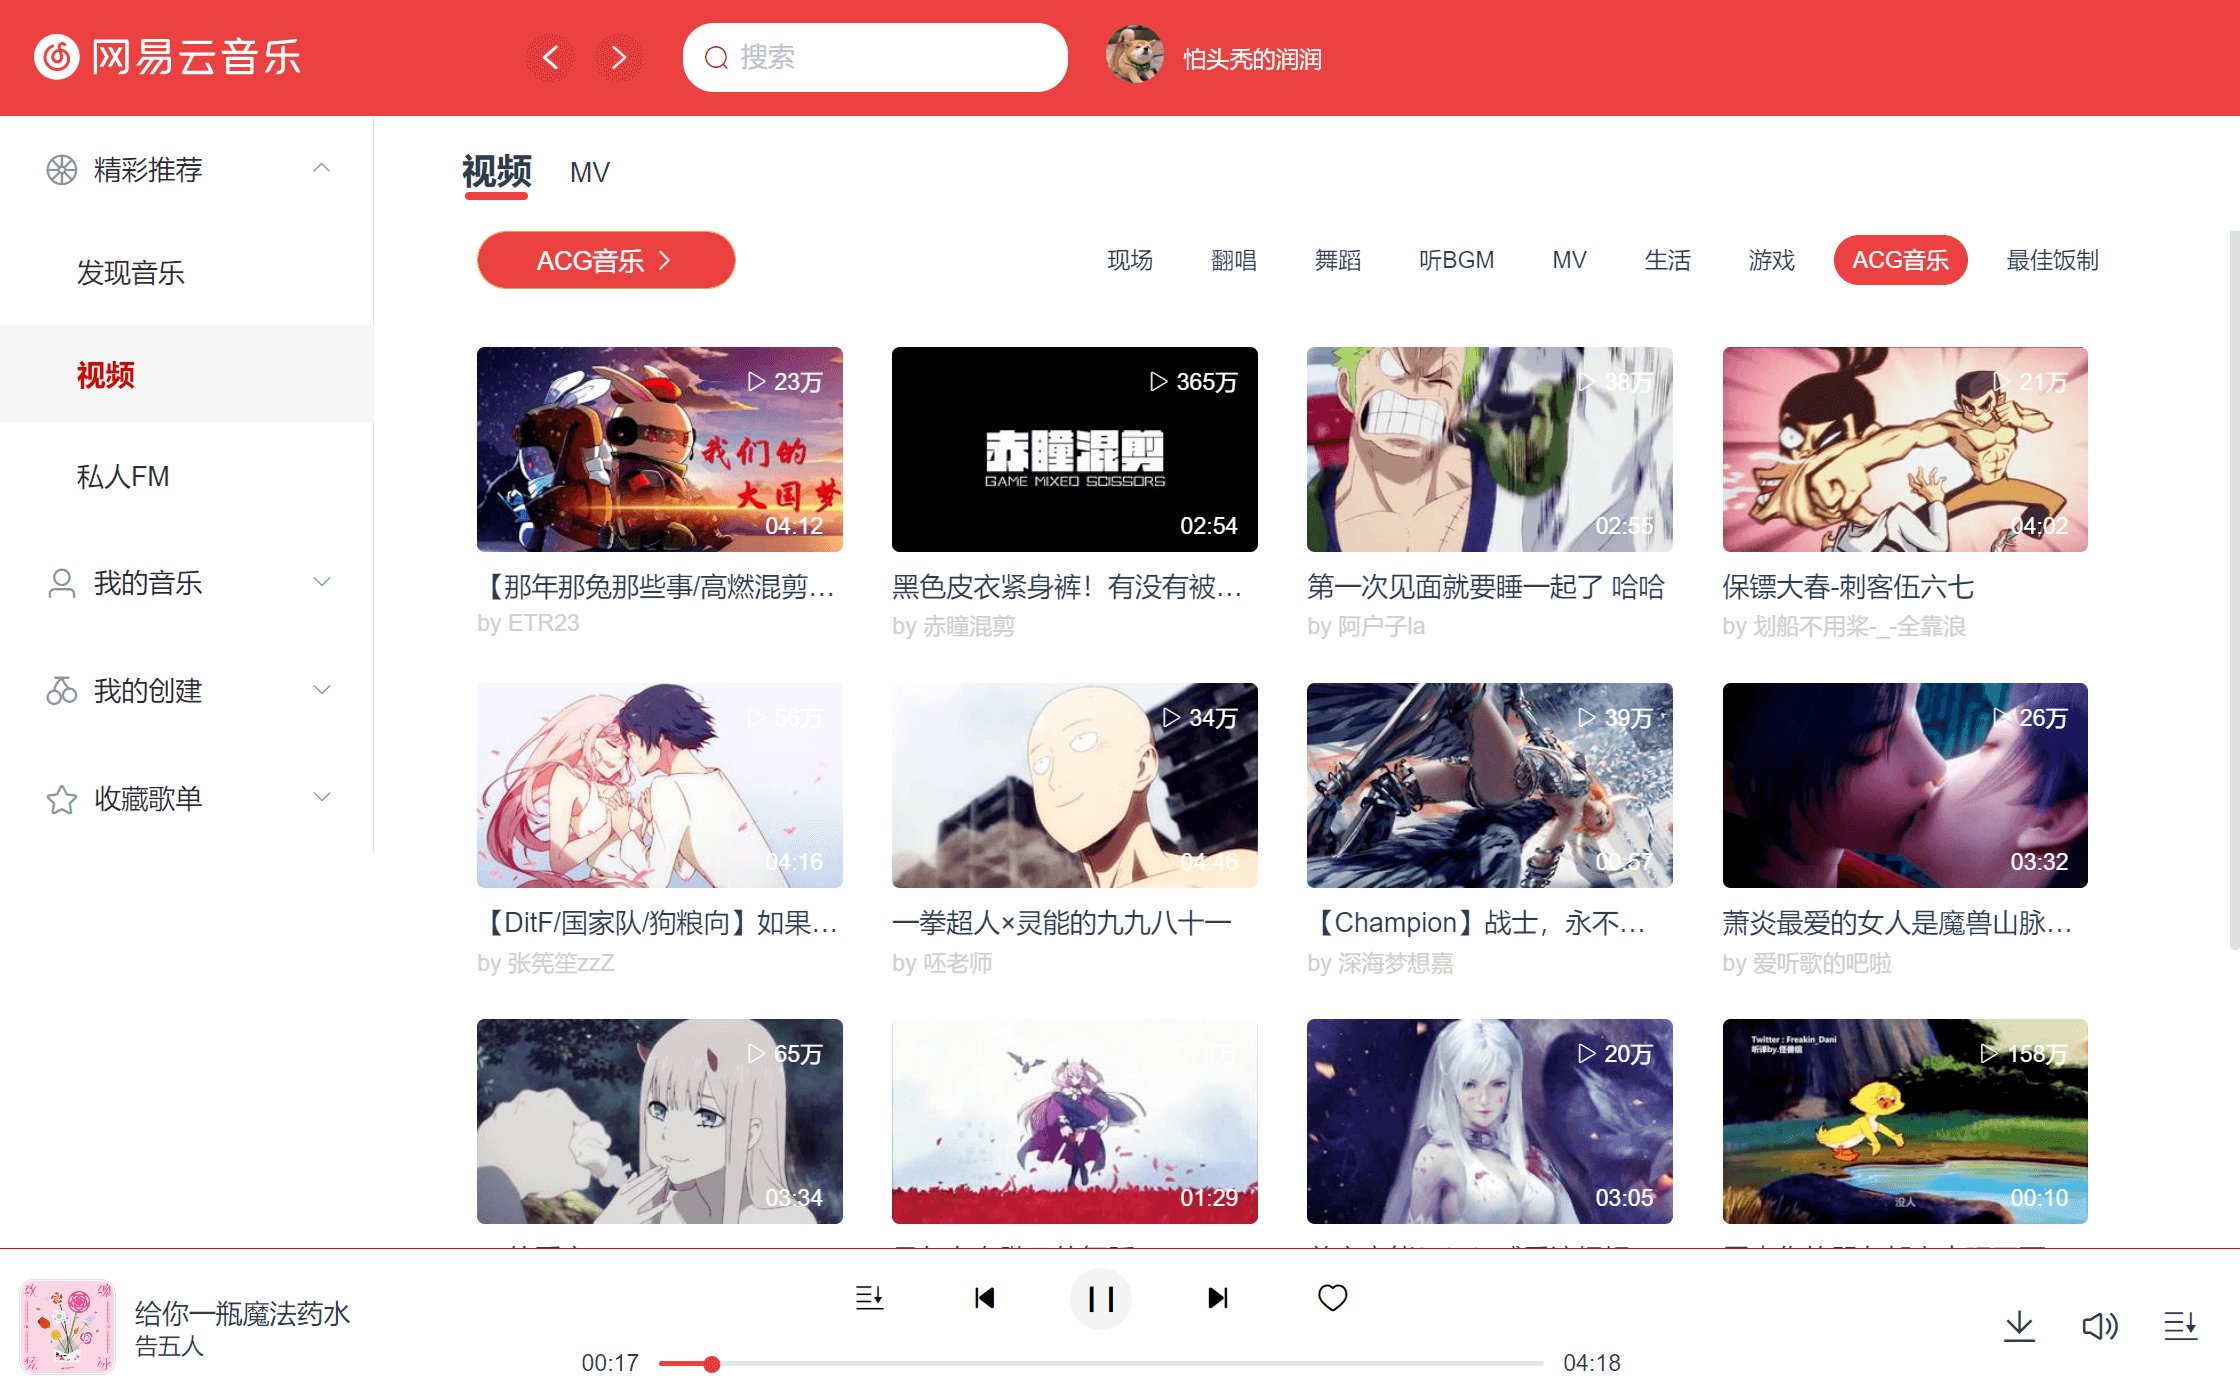 网易云音乐
搜索
怕头秃的润润
精彩推荐
发现音乐
视频
私人FM
我的音乐
我的创建
收藏歌单
视频 MV
ACG音乐
现场 翻唱 舞蹈 听BGM MV 生活 游戏 ACG音乐 最佳饭制
23万
我们的
大国梦
04:12
【那年那兔那些事/高燃混剪...
by ETR23
365万
赤瞳混剪
GAME MIXED SCISSORS
02:54
黑色皮衣紧身裤！有没有被...
by 赤瞳混剪
38万
02:55
第一次见面就要睡一起了 哈哈
by 阿户子la
21万
04:02
保镖大春-刺客伍六七
by 划船不用桨-_-全靠浪
56万
04:16
【DitF/国家队/狗粮向】如果...
by 张筅笙zzZ
34万
04:46
一拳超人×灵能的九九八十一
by 呸老师
39万
00:57
【Champion】战士，永不...
by 深海梦想嘉
26万
03:32
萧炎最爱的女人是魔兽山脉...
by 爱听歌的吧啦
65万
03:34
8万
01:29
20万
03:05
Twitter : Freakin_Dani
听译by.怪兽组
158万
没人
00:10
给你一瓶魔法药水
告五人
00:17
04:18